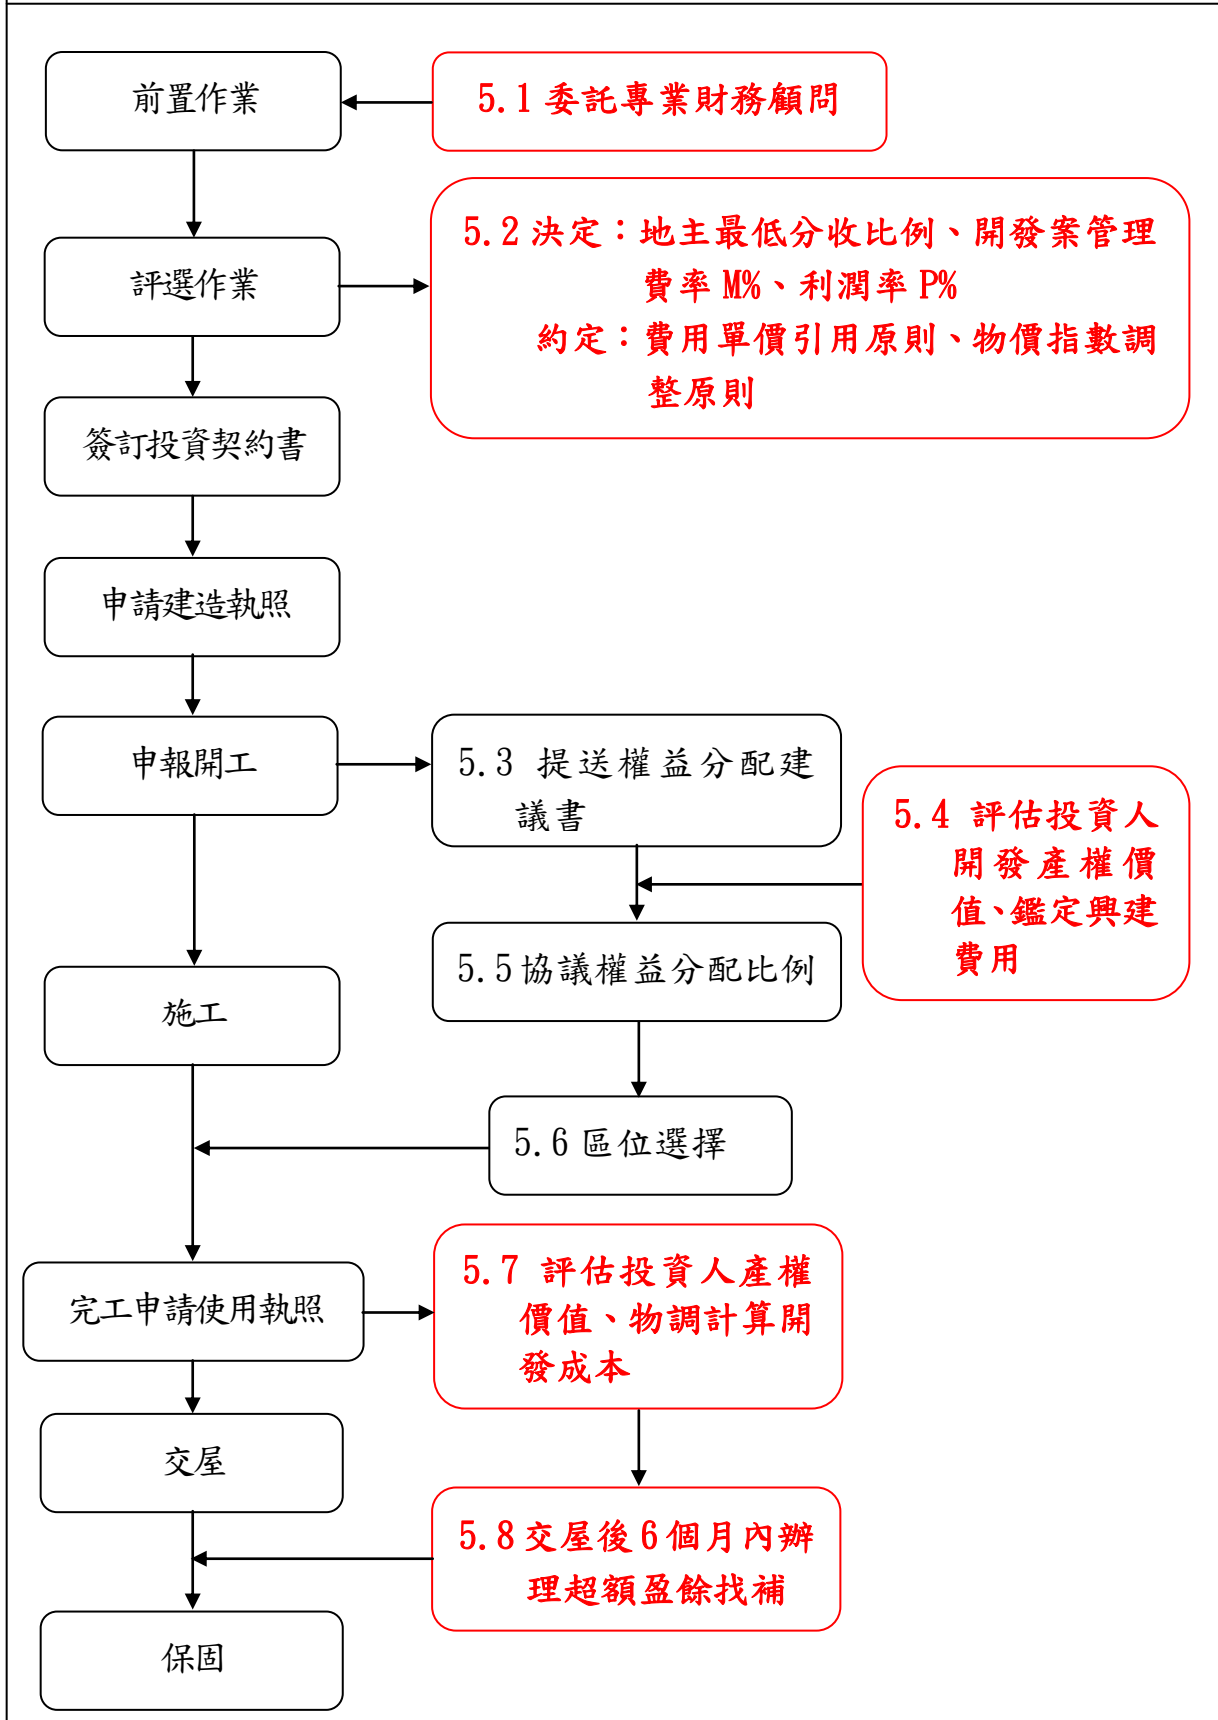 前置作業
5.1 委託專業財務顧問
評選作業
5.2 決定：地主最低分收比例、開發案管理
費率 M%、利潤率 P%
約定：費用單價引用原則、物價指數調
整原則
簽訂投資契約書
申請建造執照
申報開工
5.3 提送權益分配建
議書
5.4 評估投資人
開發產權價
值、鑑定興建
費用
5.5 協議權益分配比例
施工
5.6 區位選擇
完工申請使用執照
5.7 評估投資人產權
價值、物調計算開
發成本
交屋
5.8 交屋後 6 個月內辦
理超額盈餘找補
保固